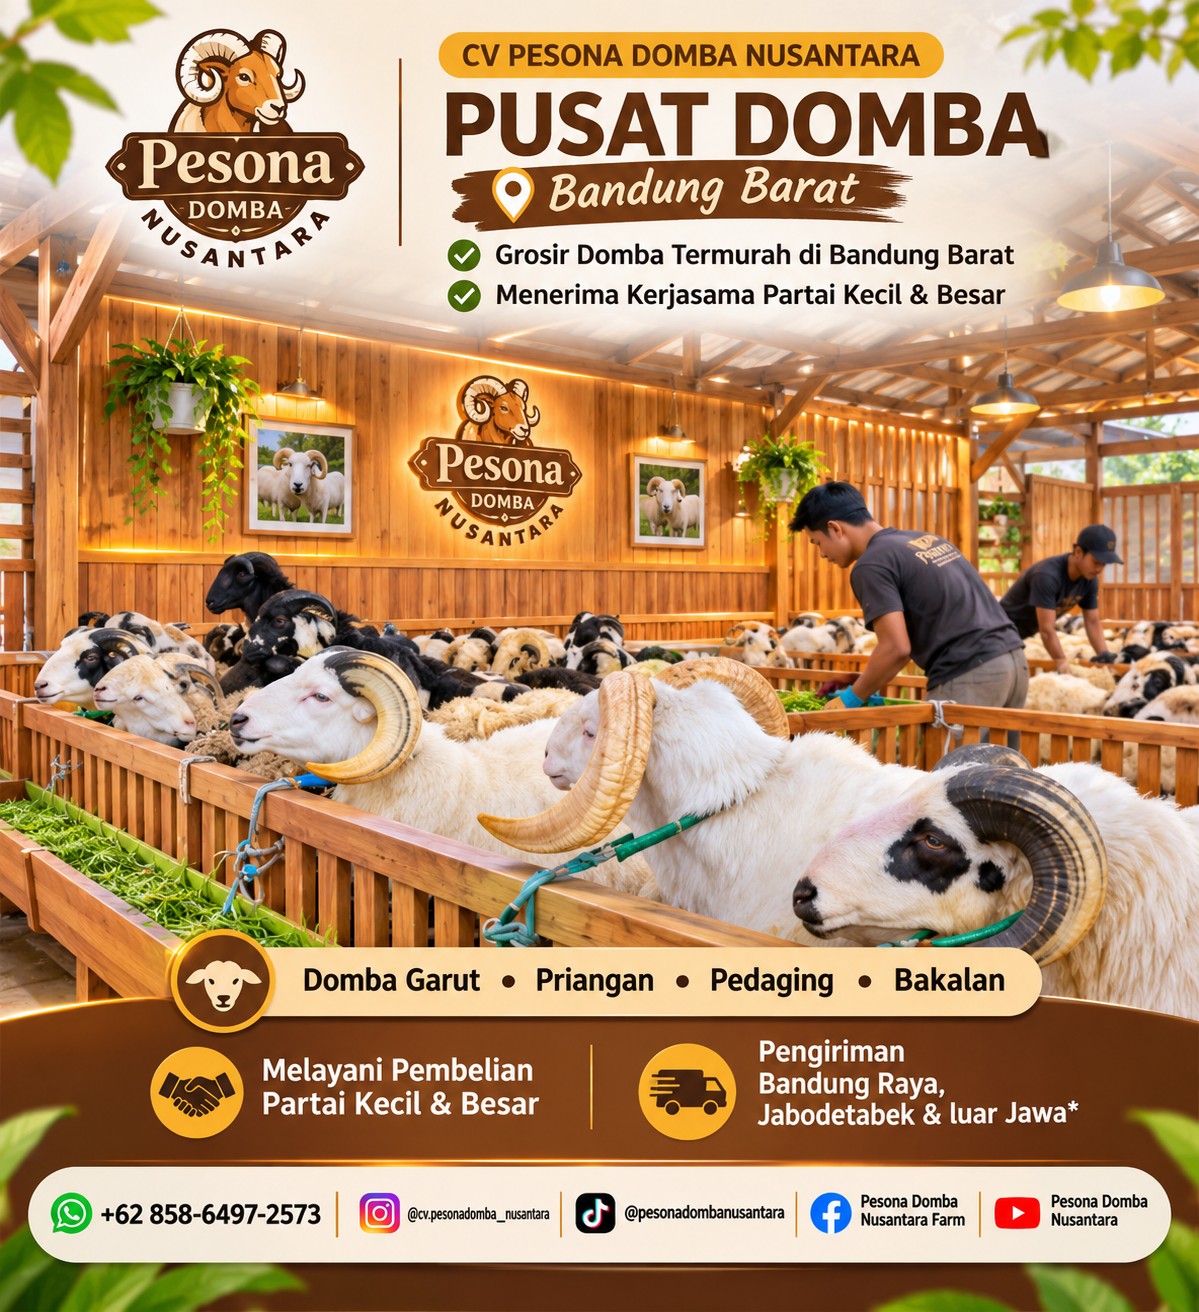 Pesona
DOMBA
NUSANTARA
CV PESONA DOMBA NUSANTARA
PUSAT DOMBA
Bandung Barat
Grosir Domba Termurah di Bandung Barat
Menerima Kerjasama Partai Kecil & Besar
Pesona
DOMBA
NUSANTARA
Domba Garut • Priangan • Pedaging • Bakalan
Melayani Pembelian
Partai Kecil & Besar
Pengiriman
Bandung Raya,
Jabodetabek & luar Jawa*
+62 858-6497-2573
@cv.pesonadomba_nusantara
@pesonadombanusantara
Pesona Domba
Nusantara Farm
Pesona Domba
Nusantara